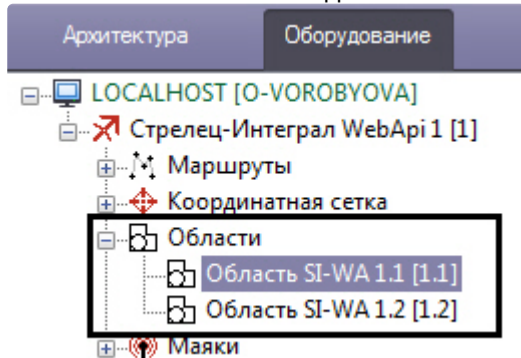 Архитектура Оборудование
LOCALHOST [O-VOROBYOVA]
Стрелец-Интеграл WebApi 1 [1]
Маршруты
Координатная сетка
Области
Область SI-WA 1.1 [1.1]
Область SI-WA 1.2 [1.2]
Маяки